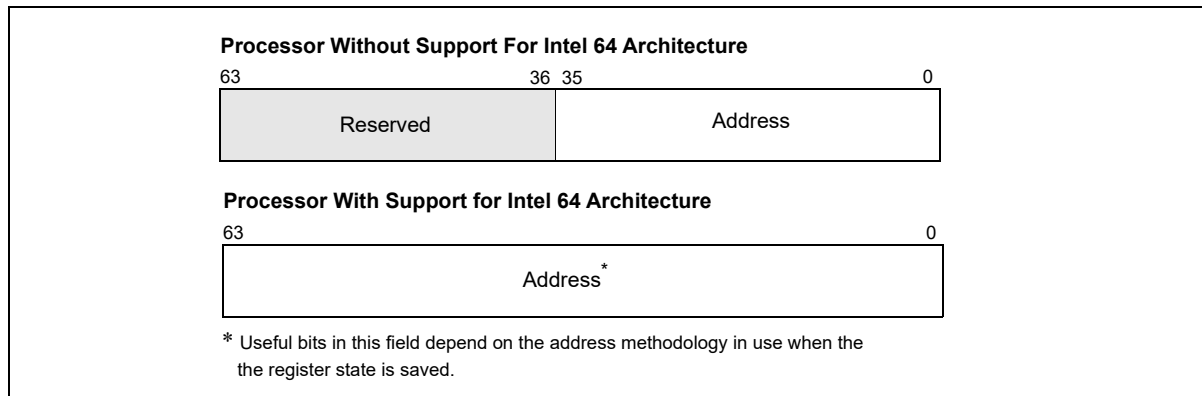 Processor Without Support For Intel 64 Architecture
63 36 35 0
Reserved Address
Processor With Support for Intel 64 Architecture
63 0
Address*
* Useful bits in this field depend on the address methodology in use when the
the register state is saved.